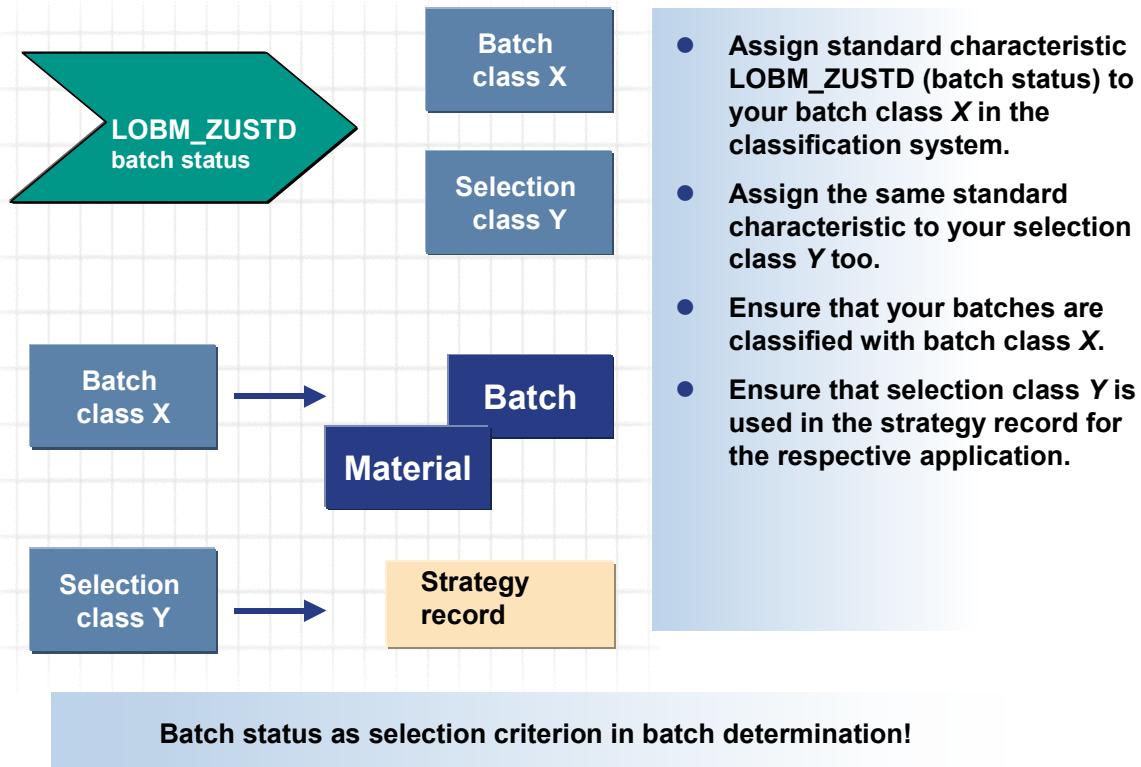 LOBM_ZUSTD
batch status
Batch
class X
Selection
class Y
Batch
class X
Batch
Material
Selection
class Y
Strategy
record
● Assign standard characteristic
LOBM_ZUSTD (batch status) to
your batch class X in the
classification system.
● Assign the same standard
characteristic to your selection
class Y too.
● Ensure that your batches are
classified with batch class X.
● Ensure that selection class Y is
used in the strategy record for
the respective application.
Batch status as selection criterion in batch determination!